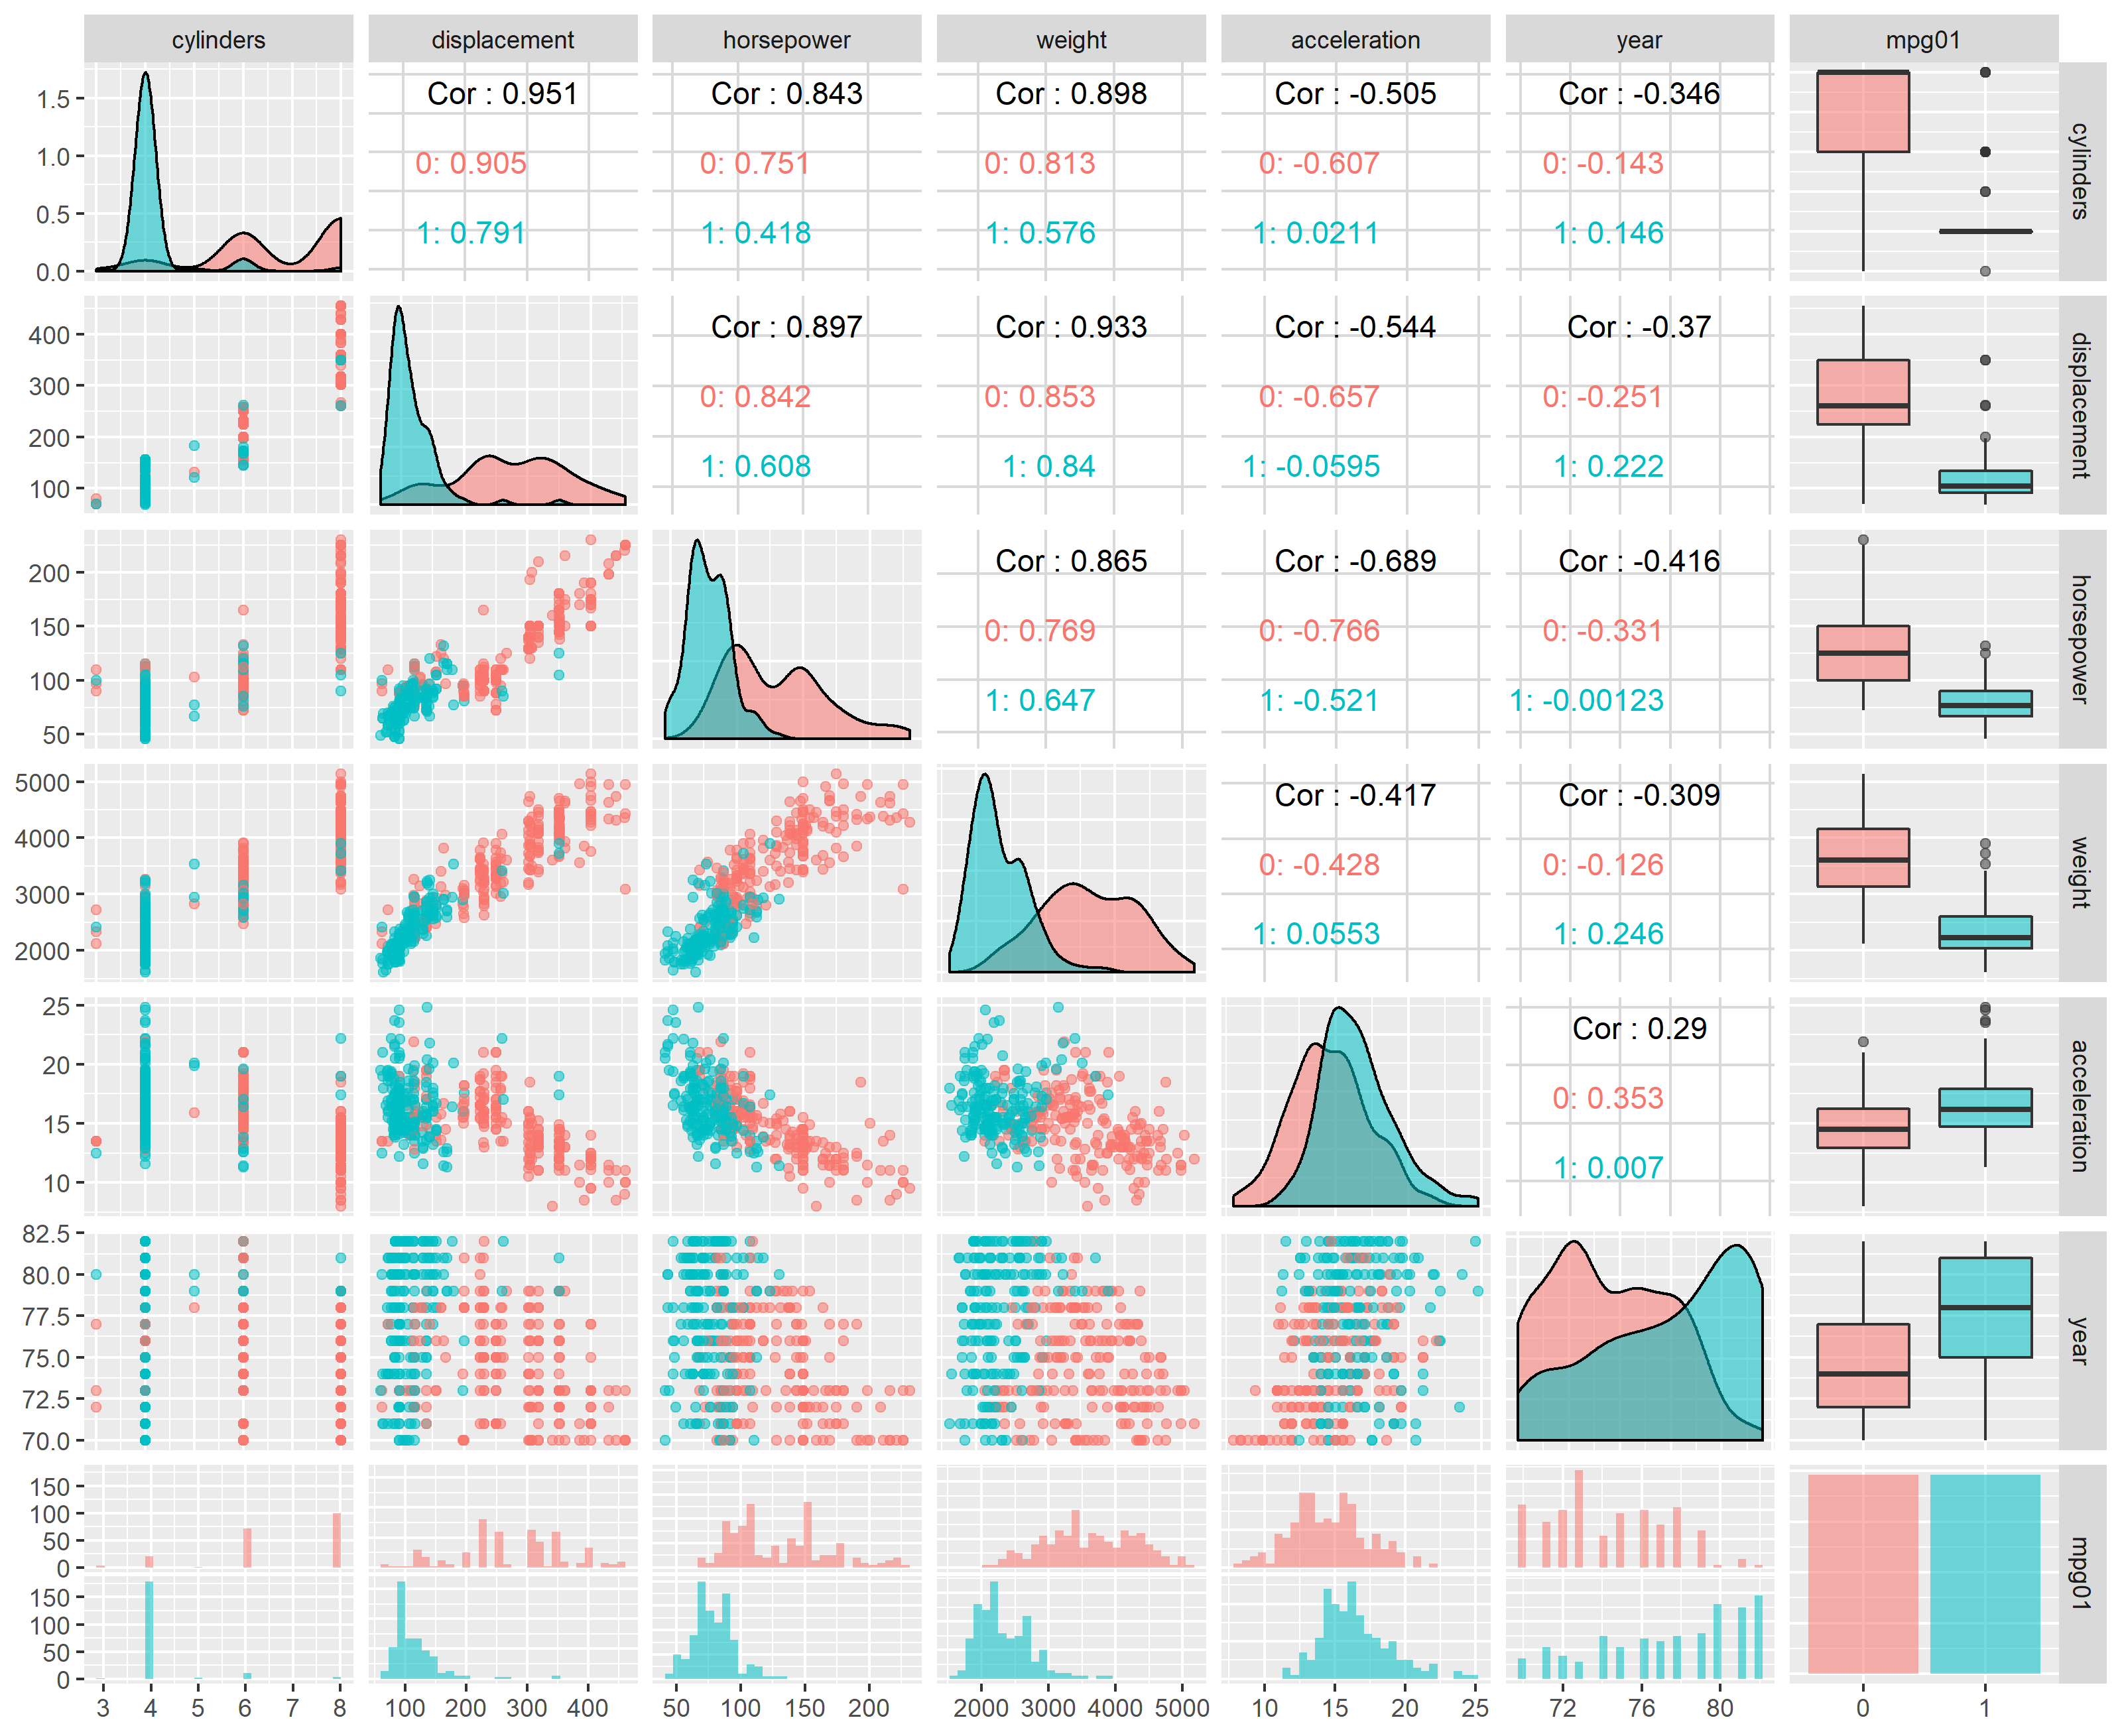 cylinders displacement horsepower weight acceleration year mpg01
1.5 Cor : 0.951 Cor : 0.843 Cor : 0.898 Cor : -0.505 Cor : -0.346
1.0 0: 0.905 0: 0.751 0: 0.813 0: -0.607 0: -0.143 cylinders
0.5 1: 0.791 1: 0.418 1: 0.576 1: 0.0211 1: 0.146
0.0
400 Cor : 0.897 Cor : 0.933 Cor : -0.544 Cor : -0.37
300 0: 0.842 0: 0.853 0: -0.657 0: -0.251 displacement
200 1: 0.608 1: 0.84 1: -0.0595 1: 0.222
100
200 Cor : 0.865 Cor : -0.689 Cor : -0.416
150 0: 0.769 0: -0.766 0: -0.331 horsepower
100 1: 0.647 1: -0.521 1: -0.00123
50
5000 Cor : -0.417 Cor : -0.309
4000 0: -0.428 0: -0.126 weight
3000 1: 0.0553 1: 0.246
2000
25 Cor : 0.29
20 0: 0.353 acceleration
15 1: 0.007
10
82.5
80.0
77.5 year
75.0
72.5
70.0
150
100
50
0 mpg01
150
100
50
0
3 4 5 6 7 8 100 200 300 400 50 100 150 200 2000 3000 4000 5000 10 15 20 25 72 76 80 0 1